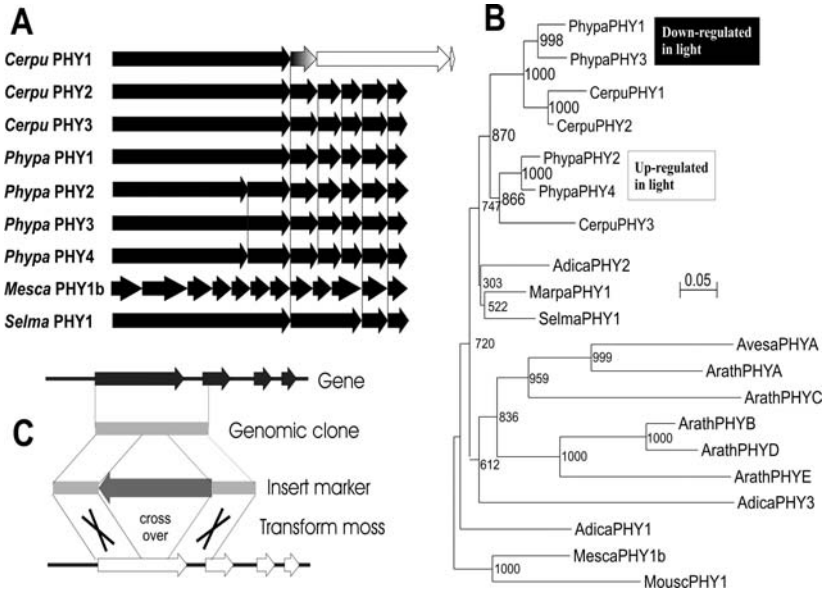 A
Cerpu PHY1
Cerpu PHY2
Cerpu PHY3
Phypa PHY1
Phypa PHY2
Phypa PHY3
Phypa PHY4
Mesca PHY1b
Selma PHY1
C
Gene
Genomic clone
Insert marker
Transform moss
cross
over
B
PhypaPHY1
998
PhypaPHY3
1000
CerpuPHY1
1000
CerpuPHY2
870
PhypaPHY2
1000
PhypaPHY4
747
866
CerpuPHY3
AdicaPHY2
303
MarpaPHY1
522
SelmaPHY1
720
AvesaPHYA
999
ArathPHYA
959
ArathPHYC
836
ArathPHYB
1000
ArathPHYD
1000
ArathPHYE
612
AdicaPHY3
AdicaPHY1
MescaPHY1b
1000
MouscPHY1
Down-regulated
in light
Up-regulated
in light
0.05